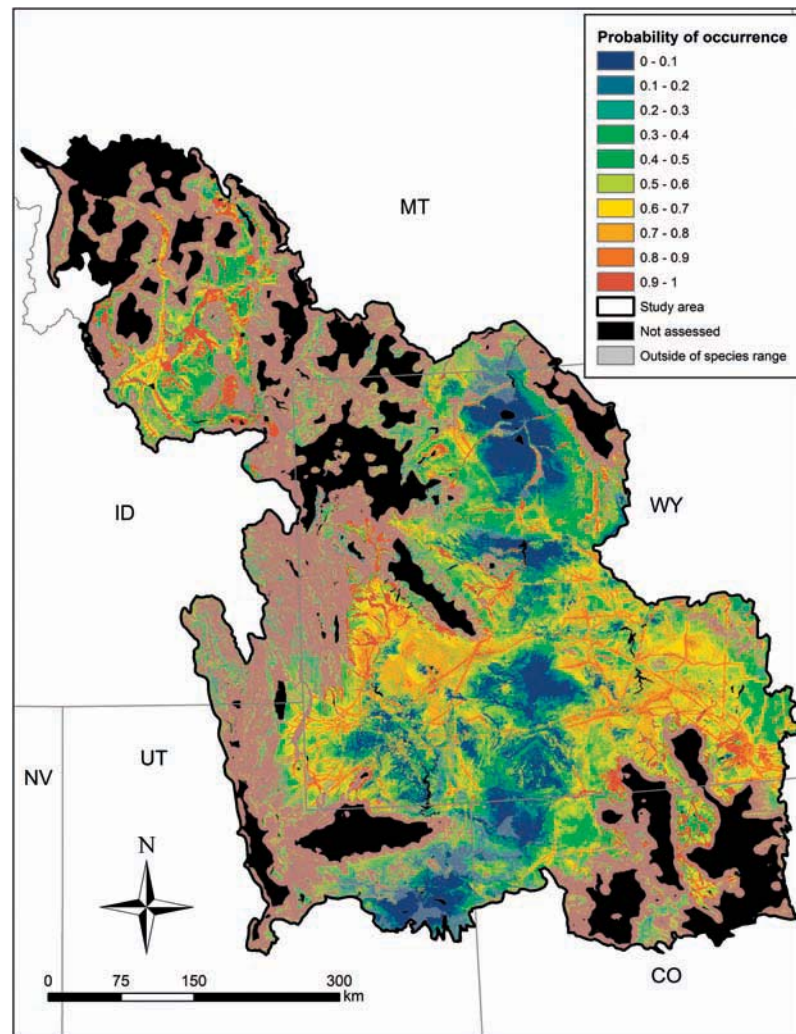 Probability of occurrence
0 - 0.1
0.1 - 0.2
0.2 - 0.3
0.3 - 0.4
0.4 - 0.5
0.5 - 0.6
0.6 - 0.7
0.7 - 0.8
0.8 - 0.9
0.9 - 1
Study area
Not assessed
Outside of species range
MT
ID
WY
NV
UT
CO
N
0 75 150 300
km